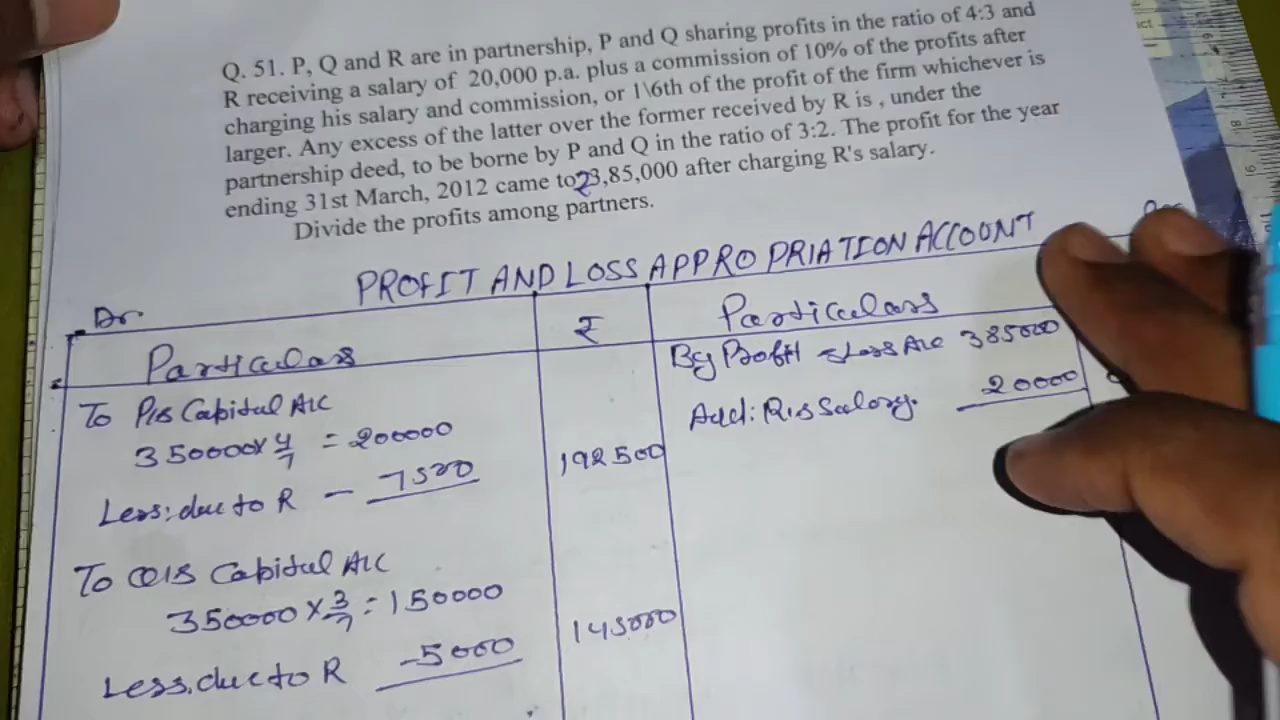 Q. 51. P, Q and R are in partnership, P and Q sharing profits in the ratio of 4:3 and
R receiving a salary of 20,000 p.a. plus a commission of 10% of the profits after
charging his salary and commission, or 1\6th of the profit of the firm whichever is
larger. Any excess of the latter over the former received by R is , under the
partnership deed, to be borne by P and Q in the ratio of 3:2. The profit for the year
ending 31st March, 2012 came to ₹3,85,000 after charging R's salary.
Divide the profits among partners.
PROFIT AND LOSS APPROPRIATION ACCOUNT
Dr
Particulars ₹ Particulars
To P's Capital A/c
350000 x 4/7 = 200000
Less: due to R - 7500
192500
To Q's Capital A/c
350000 x 3/7 = 150000
Less: due to R -5000
145000
By Profit & Loss A/c 385000
Add: R's Salary. 20000